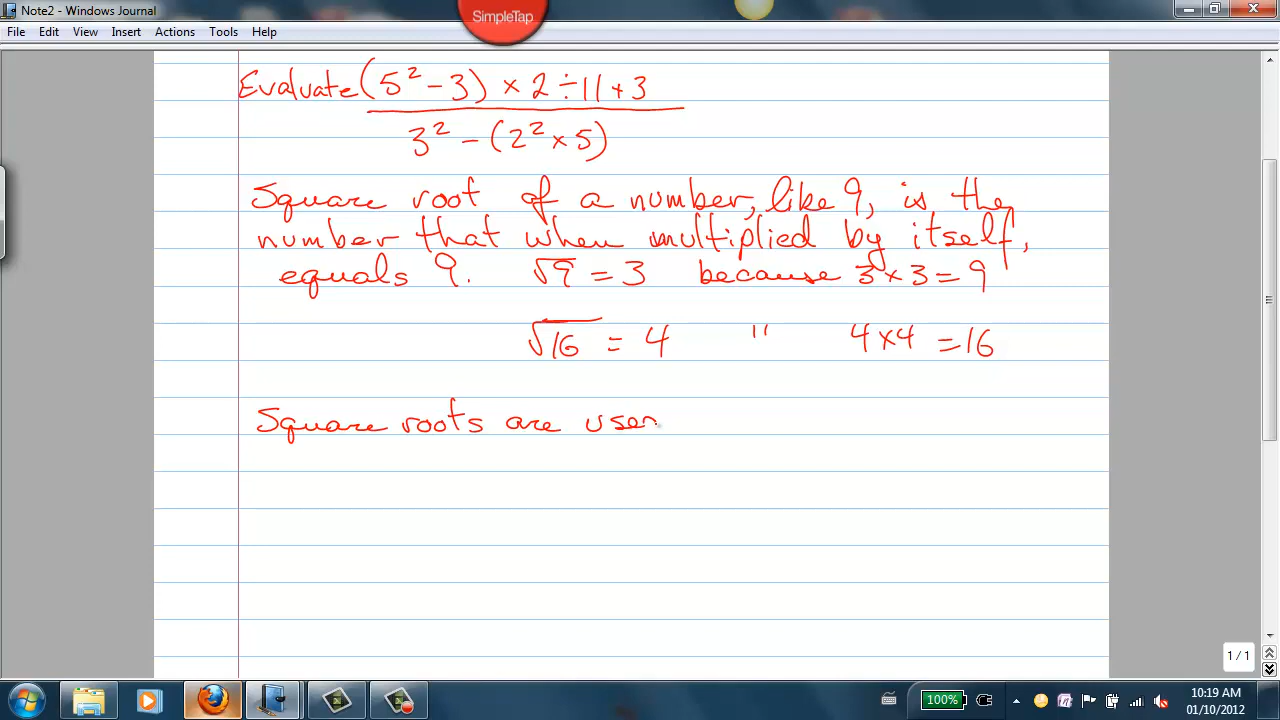 Note2 - Windows Journal
SimpleTap
File Edit View Insert Actions Tools Help
Evaluate (5² - 3) × 2 ÷ 11 + 3
3² - (2² × 5)
Square root of a number, like 9, is the
number that when multiplied by itself,
equals 9. √9 = 3 because 3 × 3 = 9
√16 = 4 " 4 × 4 = 16
Square roots are
1 / 1
100%
10:19 AM
01/10/2012